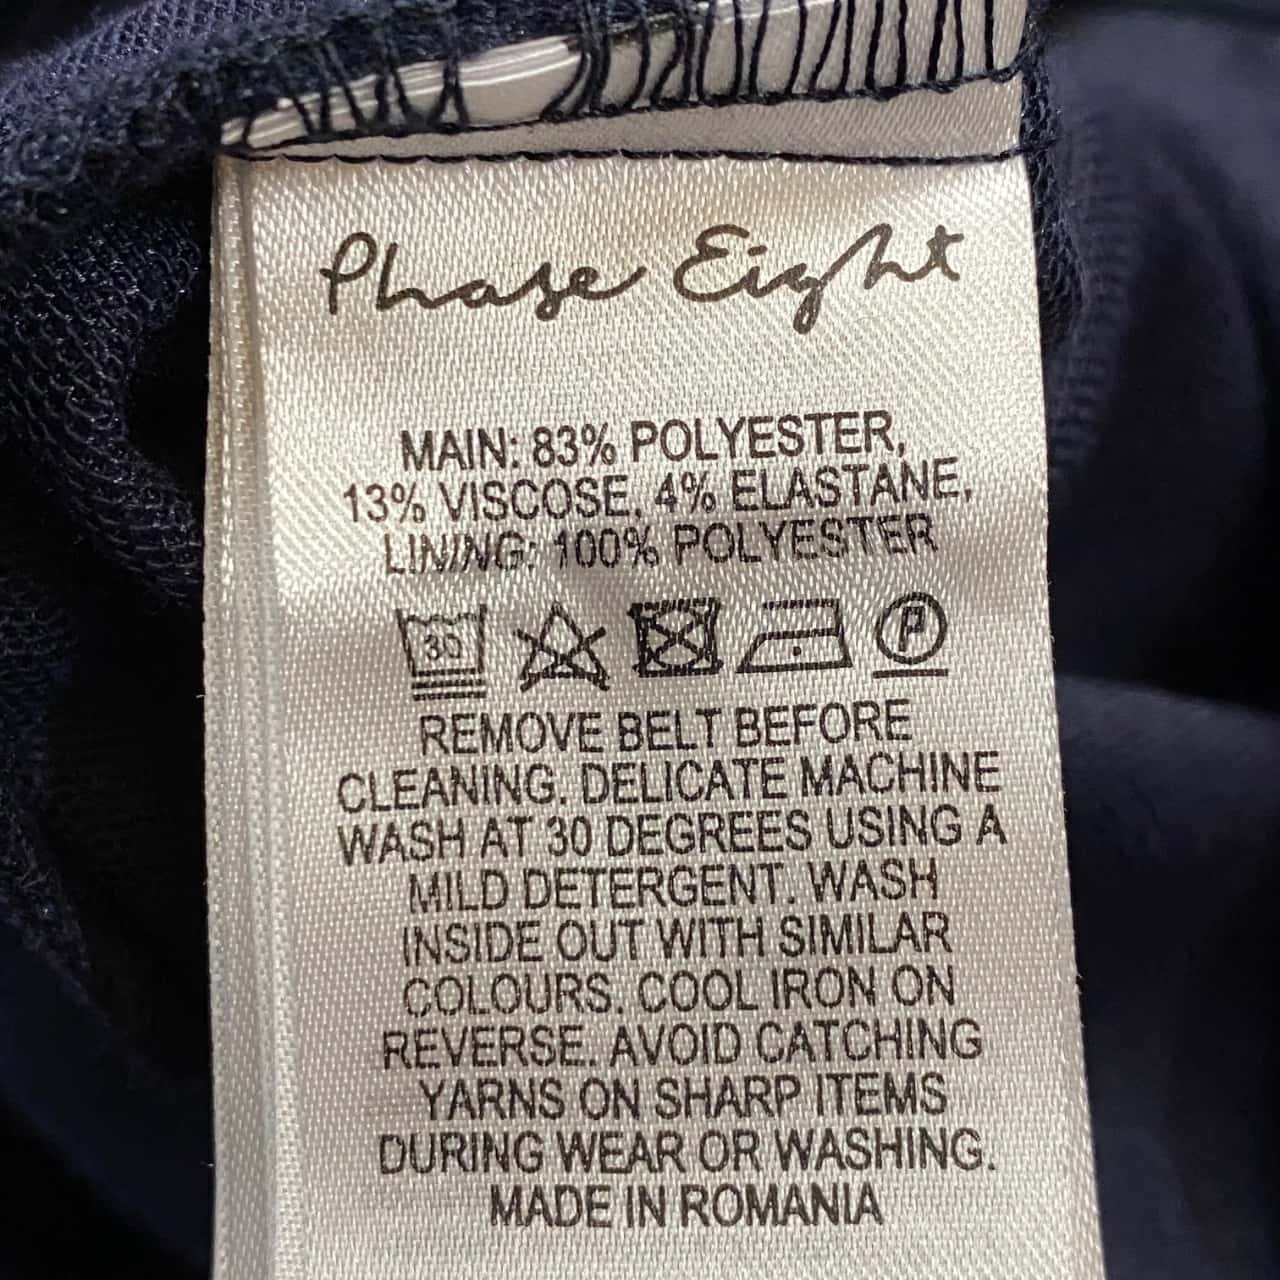 Phase Eight
MAIN: 83% POLYESTER,
13% VISCOSE, 4% ELASTANE,
LINING: 100% POLYESTER
30
P
REMOVE BELT BEFORE
CLEANING. DELICATE MACHINE
WASH AT 30 DEGREES USING A
MILD DETERGENT. WASH
INSIDE OUT WITH SIMILAR
COLOURS. COOL IRON ON
REVERSE. AVOID CATCHING
YARNS ON SHARP ITEMS
DURING WEAR OR WASHING.
MADE IN ROMANIA